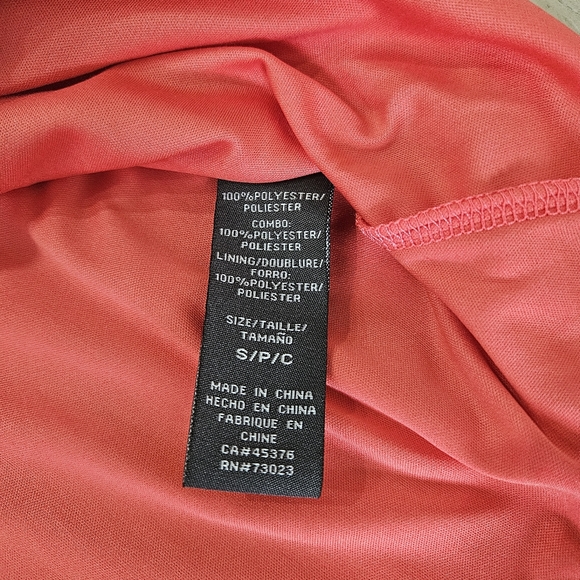 100%POLYESTER/
POLIESTER
COMBO:
100%POLYESTER/
POLIESTER
LINING/DOUBLURE/
FORRO:
100%POLYESTER/
POLIESTER
SIZE/TAILLE/
TAMAÑO
S/P/C
MADE IN CHINA
HECHO EN CHINA
FABRIQUE EN
CHINE
CA#45376
RN#73023